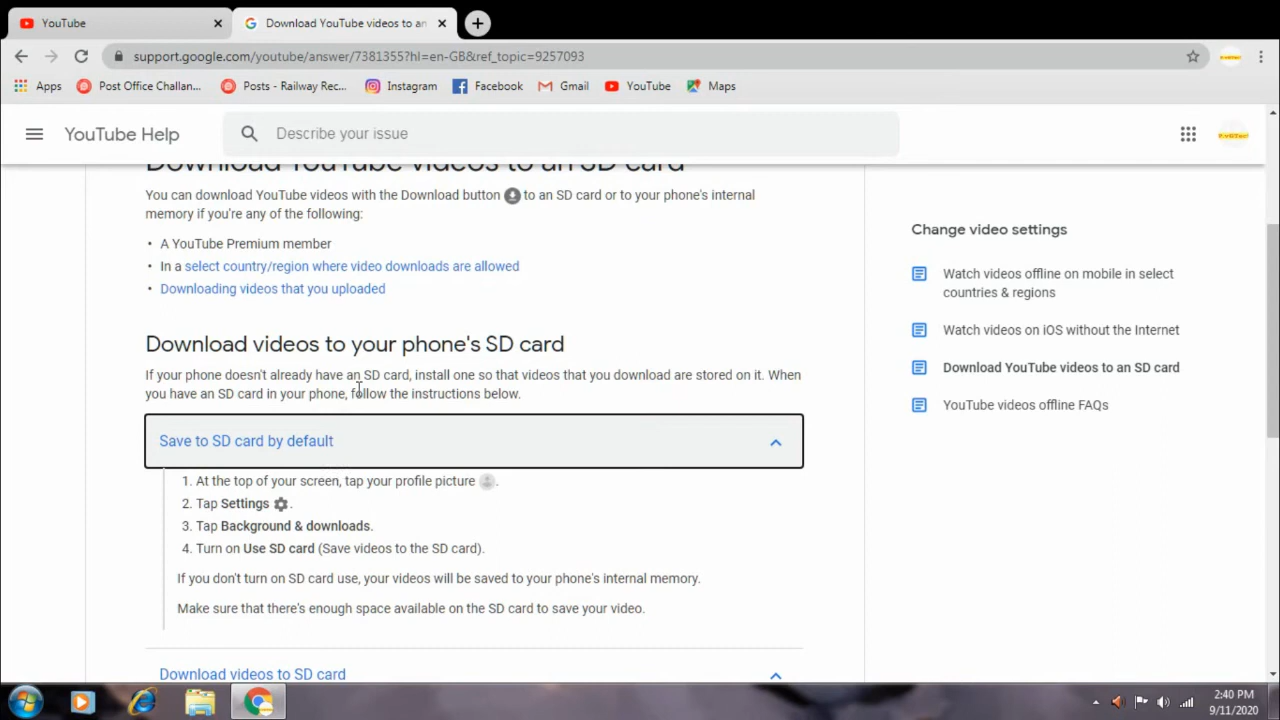 YouTube
Download YouTube videos to an
support.google.com/youtube/answer/7381355?hl=en-GB&ref_topic=9257093
Apps
Post Office Challan...
Posts - Railway Rec...
Instagram
Facebook
Gmail
YouTube
Maps
YouTube Help
Describe your issue
Download YouTube videos to an SD card
You can download YouTube videos with the Download button to an SD card or to your phone's internal
memory if you're any of the following:
• A YouTube Premium member
• In a select country/region where video downloads are allowed
• Downloading videos that you uploaded
Download videos to your phone's SD card
If your phone doesn't already have an SD card, install one so that videos that you download are stored on it. When
you have an SD card in your phone, follow the instructions below.
Save to SD card by default
1. At the top of your screen, tap your profile picture .
2. Tap Settings .
3. Tap Background & downloads.
4. Turn on Use SD card (Save videos to the SD card).
If you don't turn on SD card use, your videos will be saved to your phone's internal memory.
Make sure that there's enough space available on the SD card to save your video.
Download videos to SD card
Change video settings
Watch videos offline on mobile in select
countries & regions
Watch videos on iOS without the Internet
Download YouTube videos to an SD card
YouTube videos offline FAQs
2:40 PM
9/11/2020